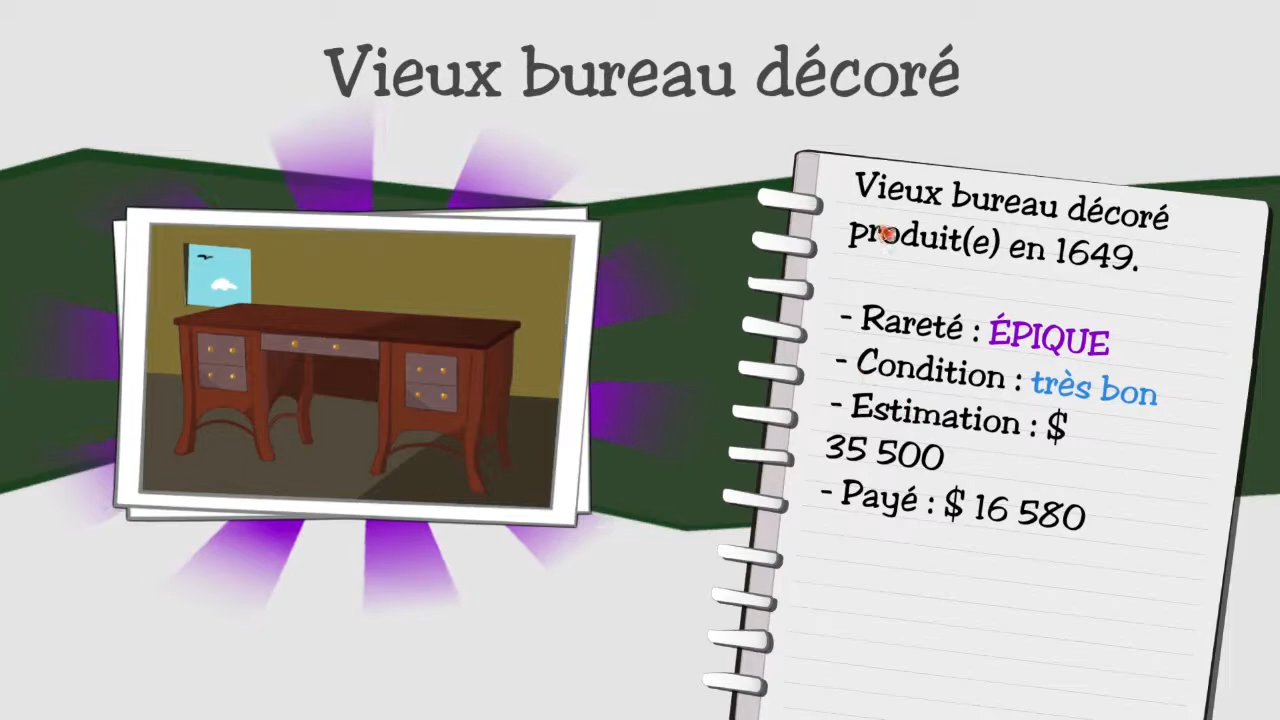 Vieux bureau décoré
Vieux bureau décoré
produit(e) en 1649.
- Rareté : ÉPIQUE
- Condition : très bon
- Estimation : $
35 500
- Payé : $ 16 580